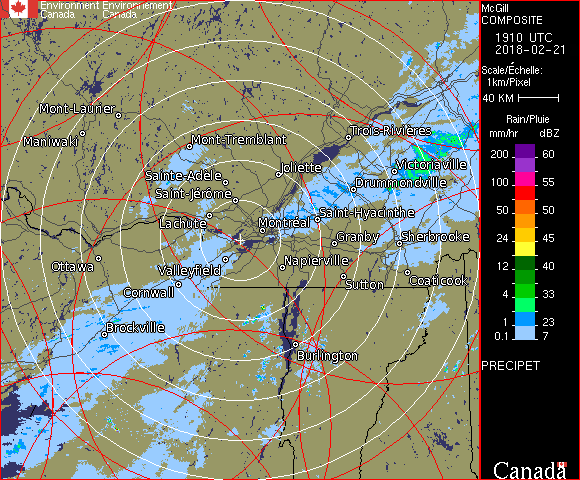 Environment Environnement
Canada Canada
McGill
COMPOSITE
1910 UTC
2018-02-21
Scale/Échelle:
1km/Pixel
40 KM
Rain/Pluie
mm/hr dBZ
200 60
100 55
50 50
24 45
12 40
4 33
1 23
0.1 7
PRECIPET
Mont-Laurier
Maniwaki
Mont-Tremblant
Trois-Rivières
Sainte-Adèle
Joliette
Victoriaville
Saint-Jérôme
Drummondville
Lachute
Montréal
Saint-Hyacinthe
Granby
Sherbrooke
Ottawa
Valleyfield
Napierville
Cornwall
Sutton
Coaticook
Brockville
Burlington
Canada